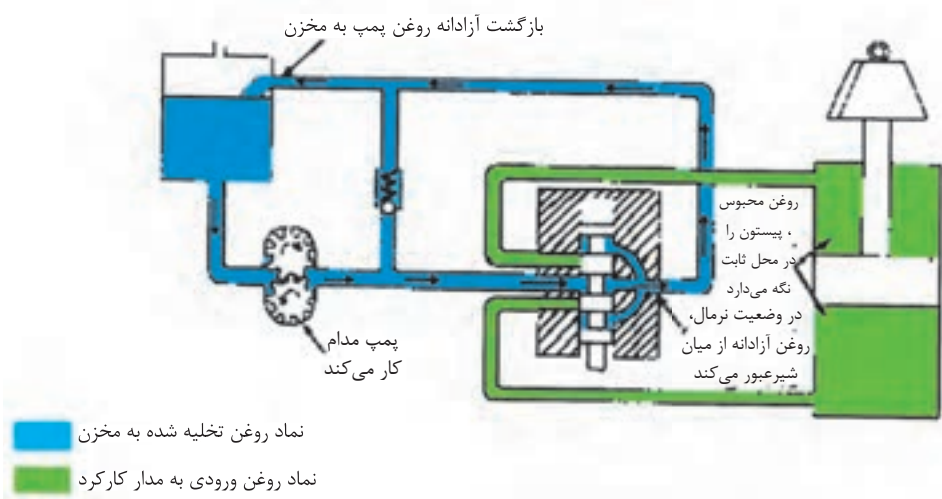 بازگشت آزادانه روغن پمپ به مخزن
روغن محبوس
، پیستون را
در محل ثابت
نگه می‌دارد
در وضعیت نرمال،
روغن آزادانه از میان
شیرعبور می‌کند
پمپ مدام
کار می‌کند
نماد روغن تخلیه شده به مخزن
نماد روغن ورودی به مدار کارکرد